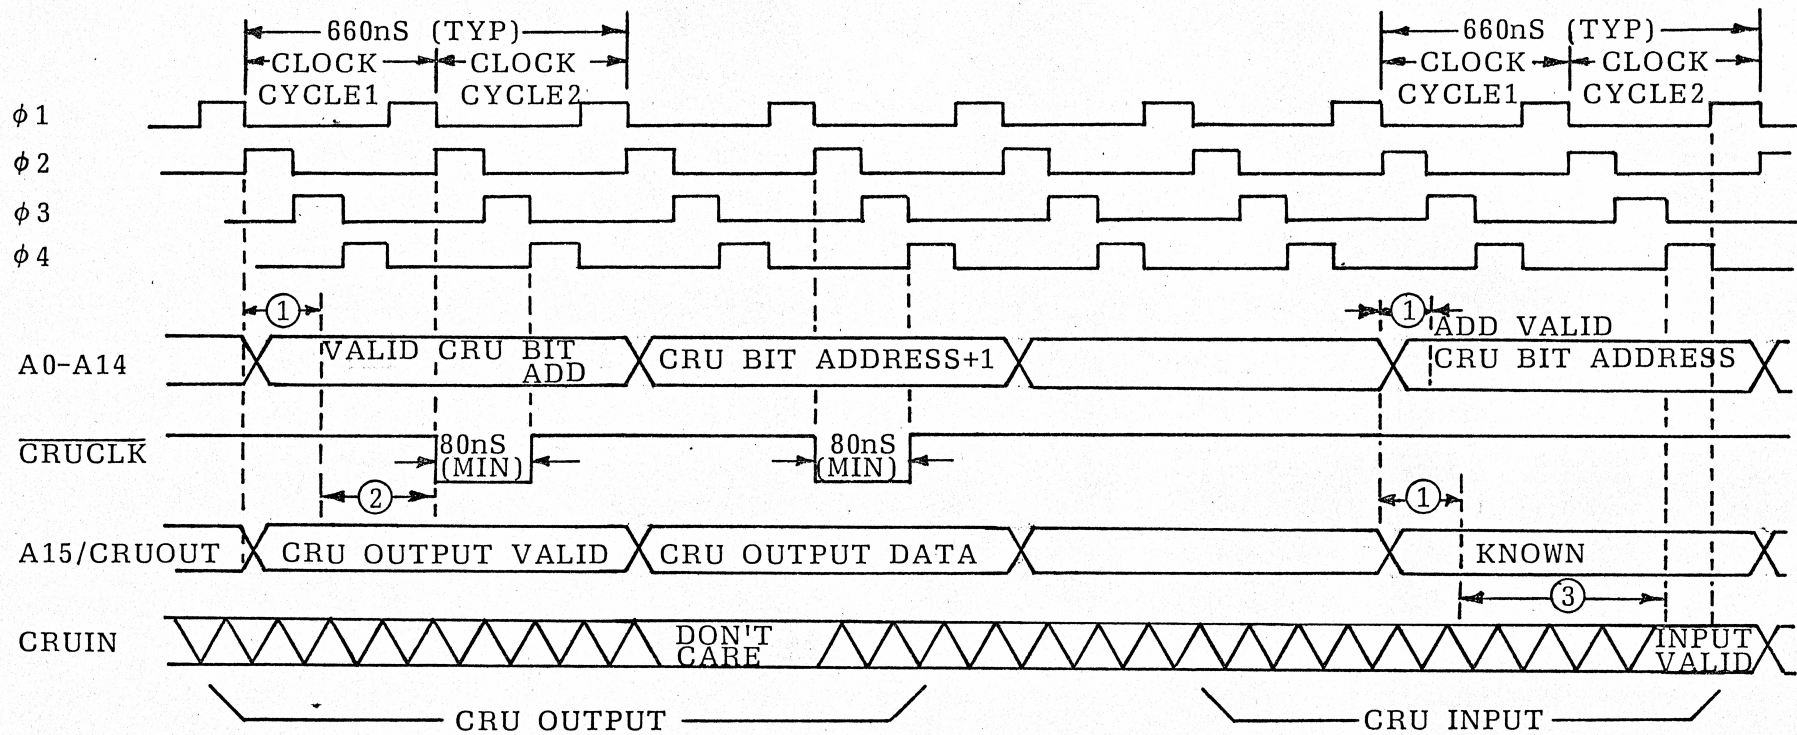 660nS (TYP)
660nS (TYP)
CLOCK
CYCLE1
CLOCK
CYCLE2
CLOCK
CYCLE1
CLOCK
CYCLE2
ϕ1
ϕ2
ϕ3
ϕ4
1
1
A0-A14
VALID CRU BIT
ADD
CRU BIT ADDRESS+1
ADD VALID
CRU BIT ADDRESS
CRUCLK
80nS
(MIN)
80nS
(MIN)
2
1
A15/CRUOUT
CRU OUTPUT VALID
CRU OUTPUT DATA
KNOWN
3
CRUIN
DON'T
CARE
INPUT
VALID
CRU OUTPUT
CRU INPUT